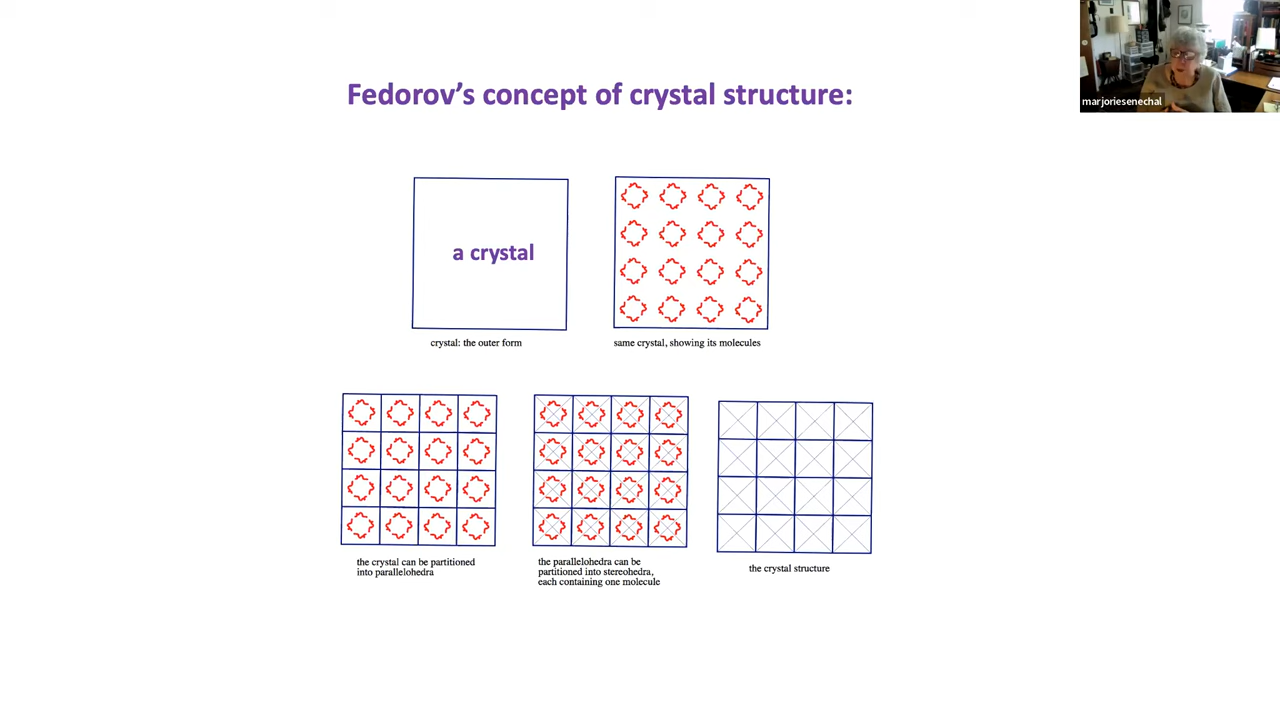 Fedorov's concept of crystal structure:
marjoriesenechal
a crystal
crystal: the outer form
same crystal, showing its molecules
the crystal can be partitioned
into parallelohedra
the parallelohedra can be
partitioned into stereohedra,
each containing one molecule
the crystal structure